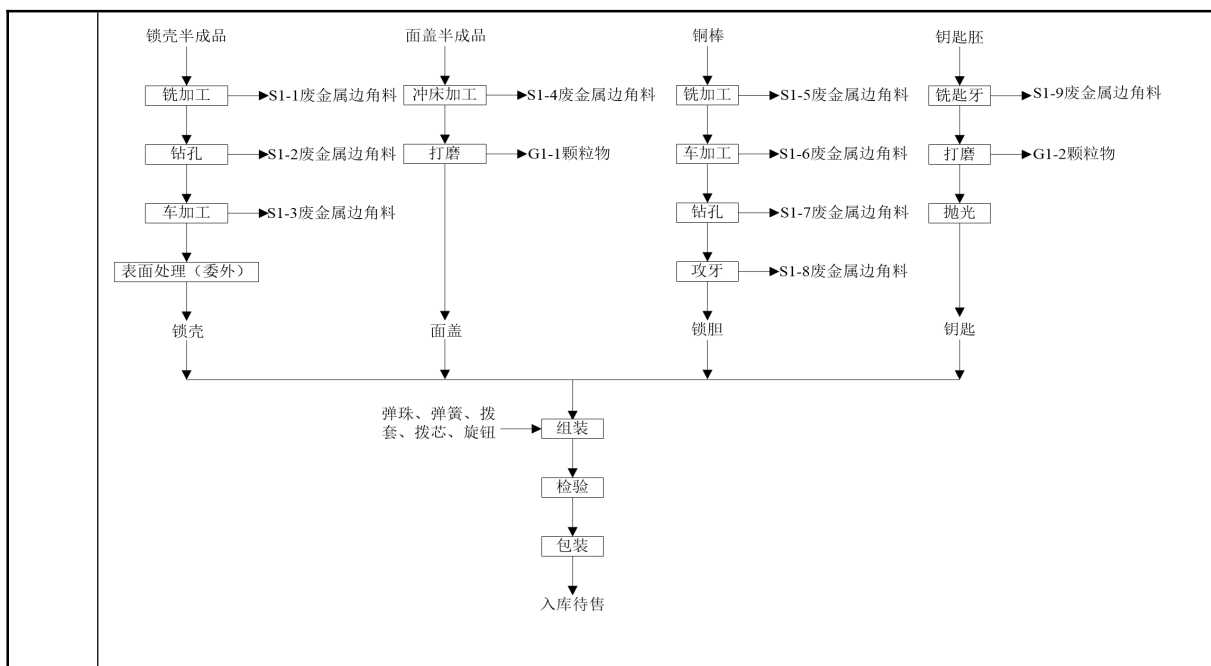 锁壳半成品
面盖半成品
铜棒
钥匙胚
铣加工
S1-1废金属边角料
冲床加工
S1-4废金属边角料
铣加工
S1-5废金属边角料
铣匙牙
S1-9废金属边角料
钻孔
S1-2废金属边角料
打磨
G1-1颗粒物
车加工
S1-6废金属边角料
打磨
G1-2颗粒物
车加工
S1-3废金属边角料
钻孔
S1-7废金属边角料
抛光
表面处理（委外）
攻牙
S1-8废金属边角料
锁壳
面盖
锁胆
钥匙
弹珠、弹簧、拨
套、拨芯、旋钮
组装
检验
包装
入库待售